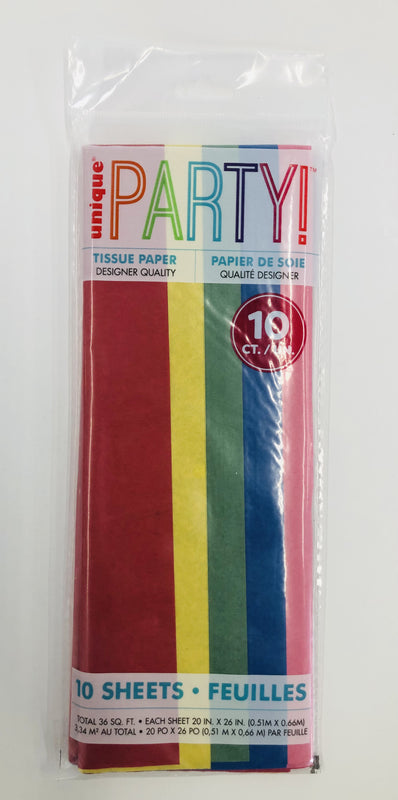 unique®
PARTY!™
TISSUE PAPER
DESIGNER QUALITY
PAPIER DE SOIE
QUALITÉ DESIGNER
10
CT. / UN.
10 SHEETS • FEUILLES
TOTAL 36 SQ. FT. • EACH SHEET 20 IN. X 26 IN. (0.51M X 0.66M)
3,34 M² AU TOTAL • 20 PO X 26 PO (0,51 M X 0,66 M) PAR FEUILLE